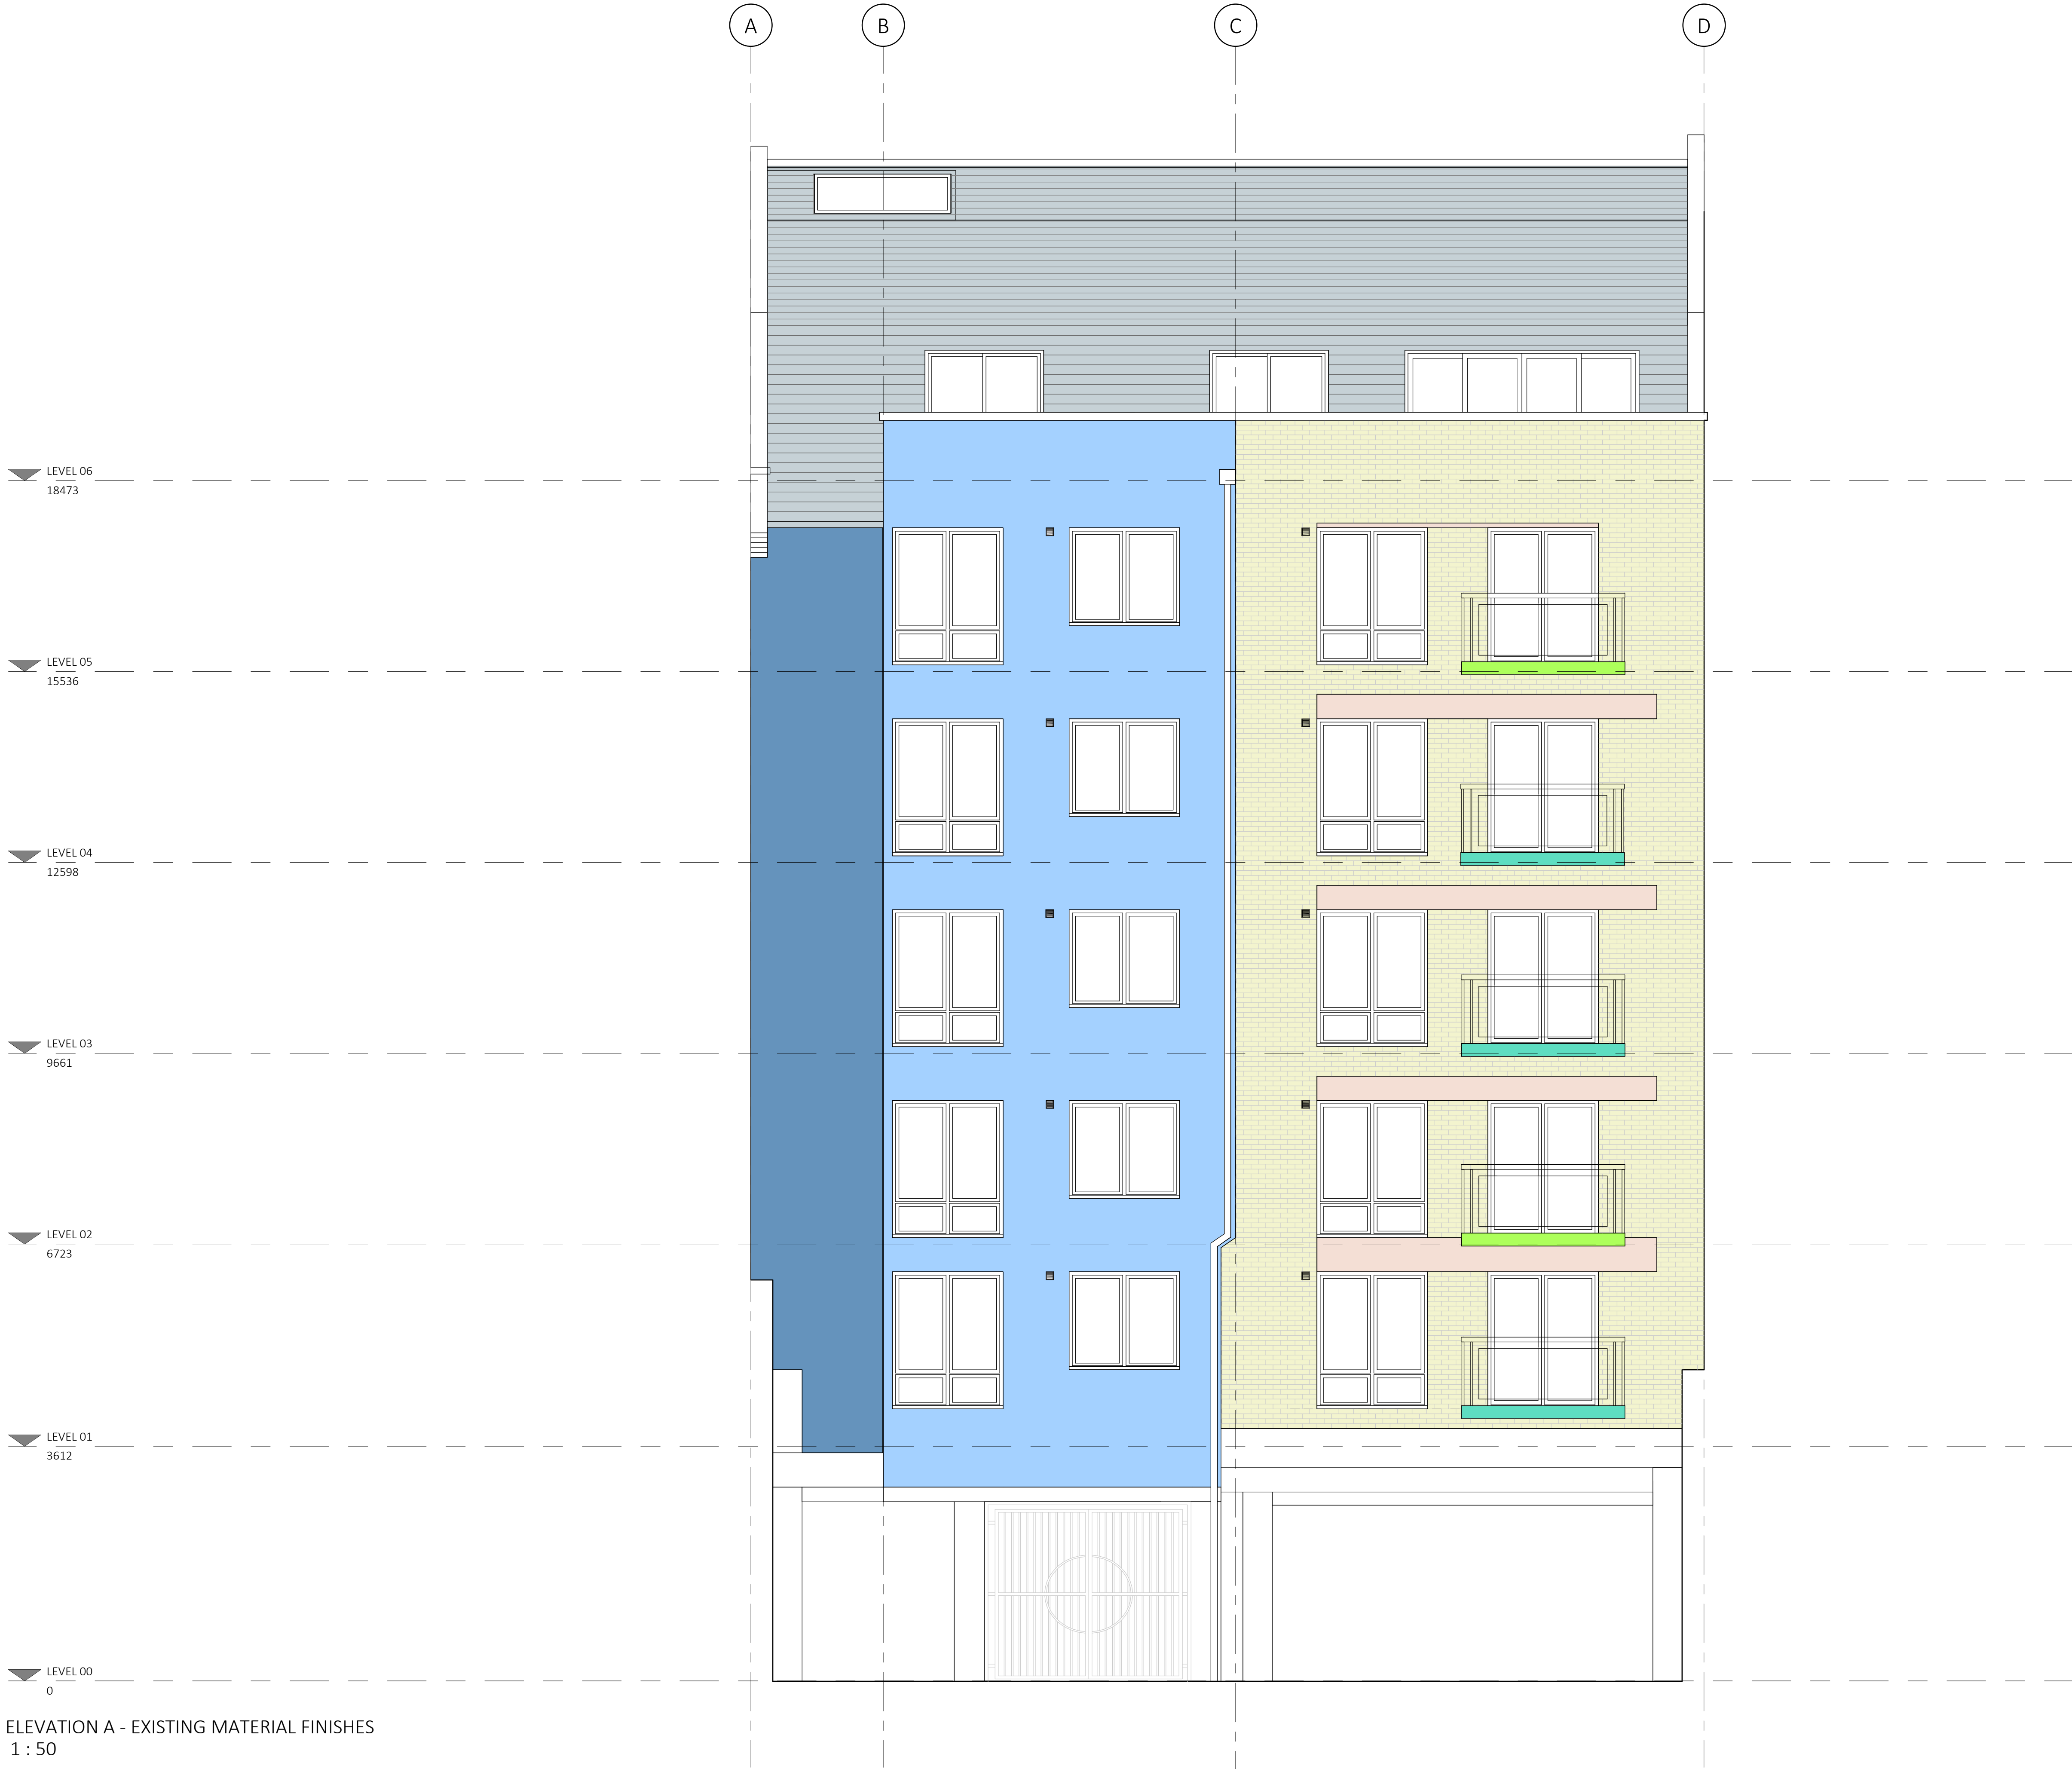 A B C D
LEVEL 06
18473
LEVEL 05
15536
LEVEL 04
12598
LEVEL 03
9661
LEVEL 02
6723
LEVEL 01
3612
LEVEL 00
0
ELEVATION A - EXISTING MATERIAL FINISHES
1 : 50